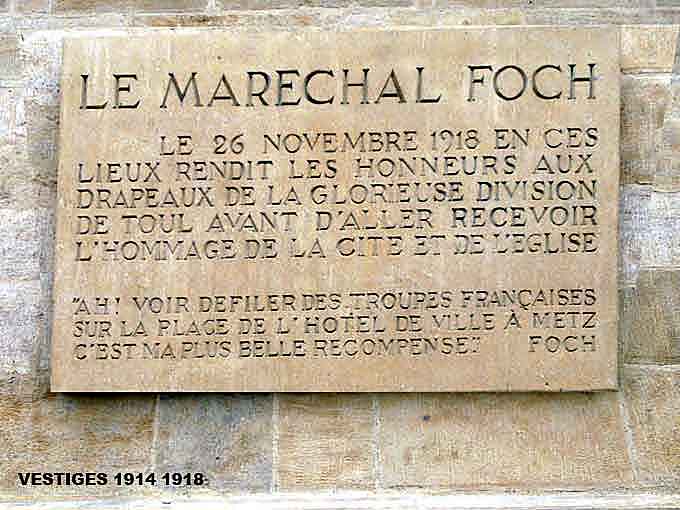 LE MARECHAL FOCH
LE 26 NOVEMBRE 1918 EN CES
LIEUX RENDIT LES HONNEURS AUX
DRAPEAUX DE LA GLORIEUSE DIVISION
DE TOUL AVANT D'ALLER RECEVOIR
L'HOMMAGE DE LA CITE ET DE L'EGLISE
"AH! VOIR DEFILER DES TROUPES FRANÇAISES
SUR LA PLACE DE L'HOTEL DE VILLE À METZ
C'EST MA PLUS BELLE RECOMPENSE." FOCH
VESTIGES 1914 1918